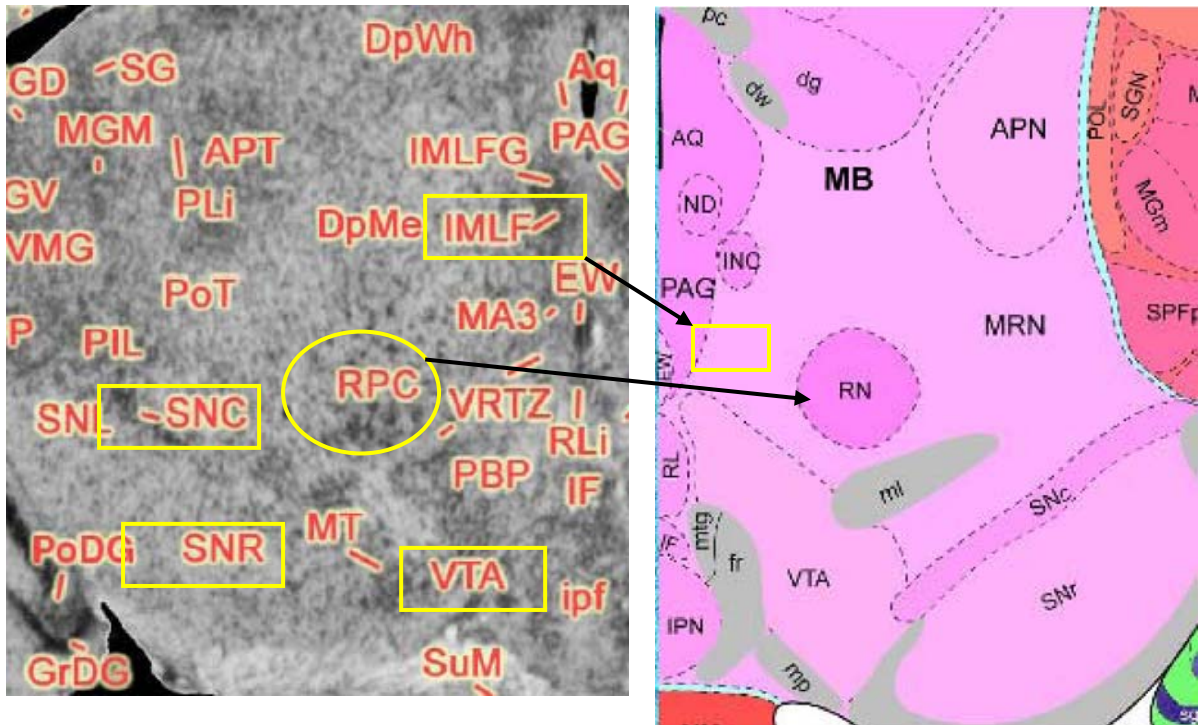 DpWh
SG
Aq
GD
MGM
APT
IMLFG
PAG
GV
PLi
DpMe
IMLF
VMG
EW
PoT
MA3
P
PIL
RPC
SNL
SNC
VRTZ
RLi
PBP
IF
MT
PoDG
SNR
VTA
ipf
GrDG
SuM
pc
dg
dw
SGN
M
APN
POL
AQ
MB
ND
MGm
INC
PAG
MRN
SPFp
EW
RN
RL
ml
SNc
IF
mtg
fr
VTA
SNr
IPN
mp